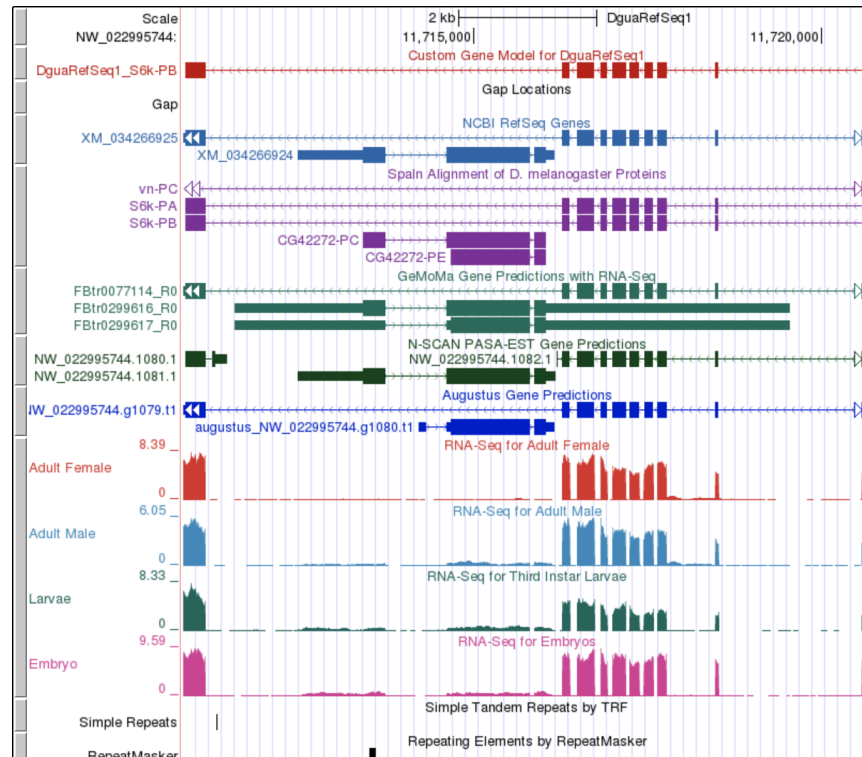 Scale 2 kb DguaRefSeq1
NW_022995744: 11,715,000 11,720,000
Custom Gene Model for DguaRefSeq1
DguaRefSeq1_S6k-PB
Gap Locations
Gap
NCBI RefSeq Genes
XM_034266925
XM_034266924
Spaln Alignment of D. melanogaster Proteins
vn-PC
S6k-PA
S6k-PB
CG42272-PC
CG42272-PE
GeMoMa Gene Predictions with RNA-Seq
FBtr0077114_R0
FBtr0299616_R0
FBtr0299617_R0
N-SCAN PASA-EST Gene Predictions
NW_022995744.1080.1 NW_022995744.1082.1
NW_022995744.1081.1
Augustus Gene Predictions
NW_022995744.g1079.t1
augustus_NW_022995744.g1080.t1
8.39 RNA-Seq for Adult Female
Adult Female
0
6.05 RNA-Seq for Adult Male
Adult Male
0
8.33 RNA-Seq for Third Instar Larvae
Larvae
0
9.59 RNA-Seq for Embryos
Embryo
0
Simple Tandem Repeats by TRF
Simple Repeats
Repeating Elements by RepeatMasker
RepeatMasker